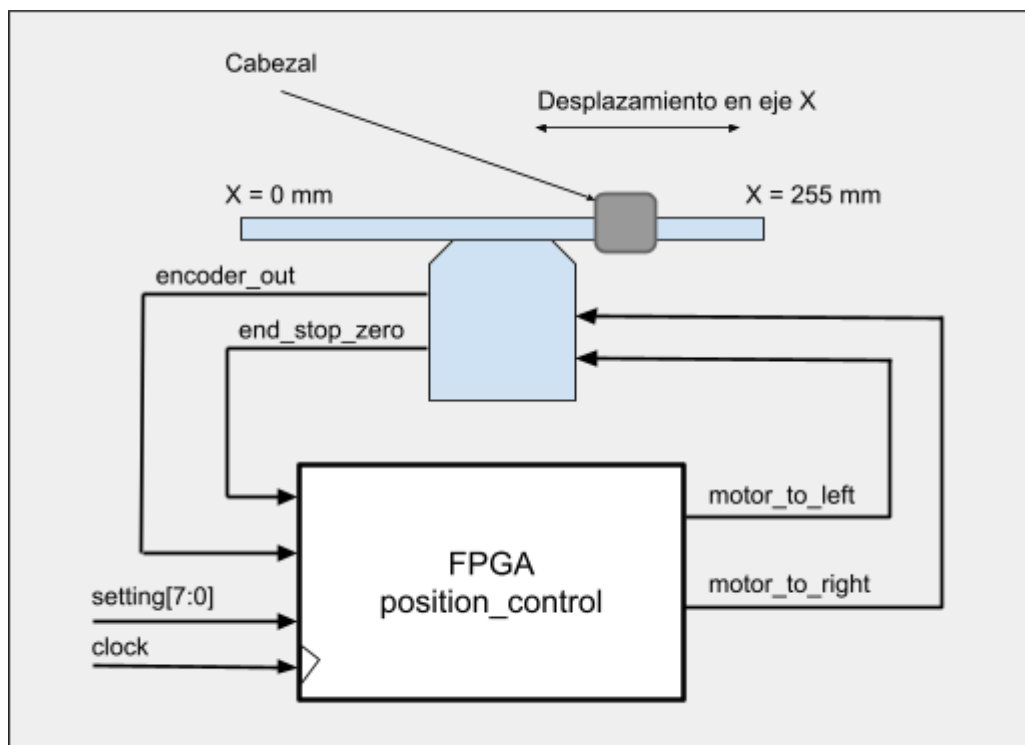 Cabezal
Desplazamiento en eje X
X = 0 mm
X = 255 mm
encoder_out
end_stop_zero
motor_to_left
FPGA
position_control
motor_to_right
setting[7:0]
clock